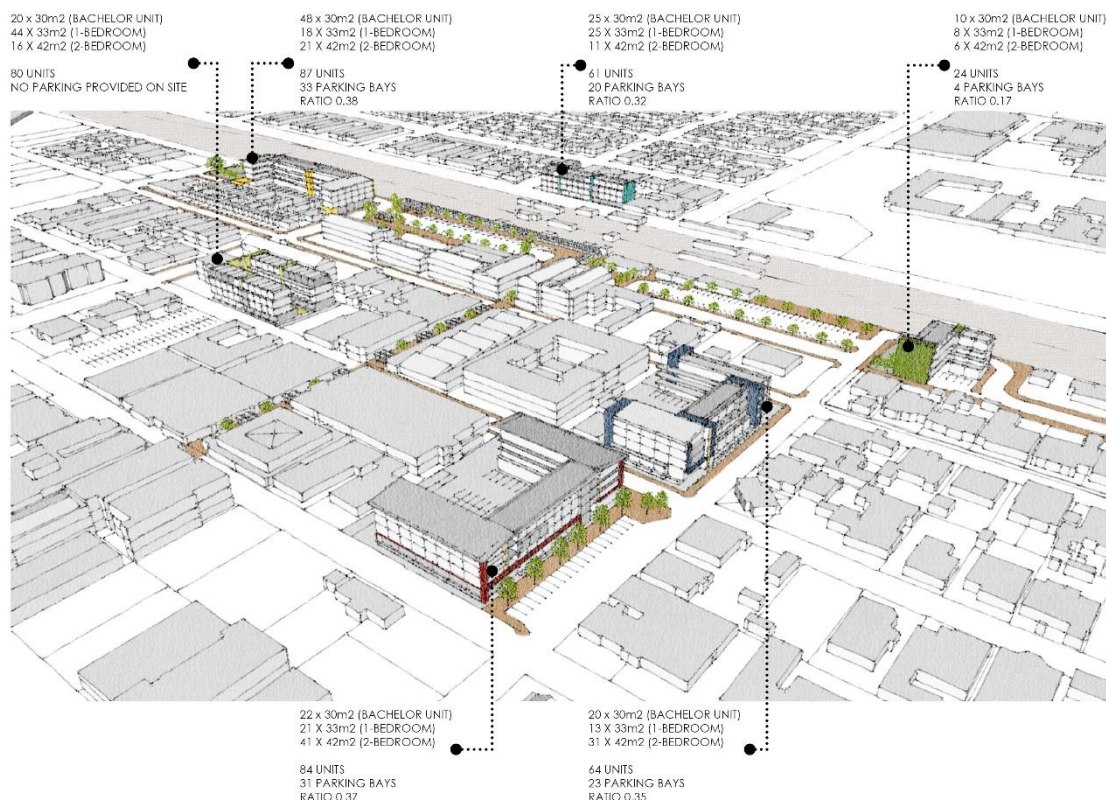 20 x 30m2 (BACHELOR UNIT)
44 X 33m2 (1-BEDROOM)
16 X 42m2 (2-BEDROOM)
80 UNITS
NO PARKING PROVIDED ON SITE
48 x 30m2 (BACHELOR UNIT)
18 X 33m2 (1-BEDROOM)
21 X 42m2 (2-BEDROOM)
87 UNITS
33 PARKING BAYS
RATIO 0.38
25 x 30m2 (BACHELOR UNIT)
25 X 33m2 (1-BEDROOM)
11 X 42m2 (2-BEDROOM)
61 UNITS
20 PARKING BAYS
RATIO 0.32
10 x 30m2 (BACHELOR UNIT)
8 X 33m2 (1-BEDROOM)
6 X 42m2 (2-BEDROOM)
24 UNITS
4 PARKING BAYS
RATIO 0.17
22 x 30m2 (BACHELOR UNIT)
21 X 33m2 (1-BEDROOM)
41 X 42m2 (2-BEDROOM)
84 UNITS
31 PARKING BAYS
RATIO 0.37
20 x 30m2 (BACHELOR UNIT)
13 X 33m2 (1-BEDROOM)
31 X 42m2 (2-BEDROOM)
64 UNITS
23 PARKING BAYS
RATIO 0.35